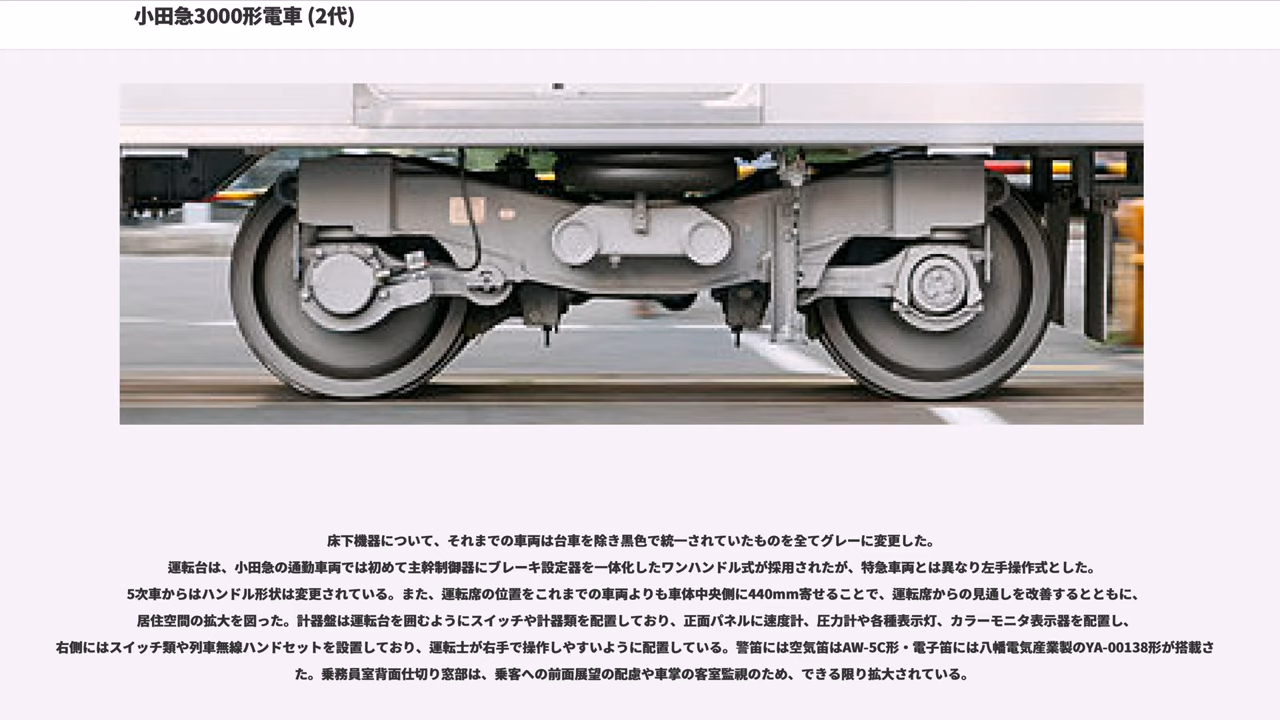 小田急3000形電車 (2代)
床下機器について、それまでの車両は台車を除き黒色で統一されていたものを全てグレーに変更した。
運転台は、小田急の通勤車両では初めて主幹制御器にブレーキ設定器を一体化したワンハンドル式が採用されたが、特急車両とは異なり左手操作式とした。
5次車からはハンドル形状は変更されている。また、運転席の位置をこれまでの車両よりも車体中央側に440mm寄せることで、運転席からの見通しを改善するとともに、
居住空間の拡大を図った。計器盤は運転台を囲むようにスイッチや計器類を配置しており、正面パネルに速度計、圧力計や各種表示灯、カラーモニタ表示器を配置し、
右側にはスイッチ類や列車無線ハンドセットを設置しており、運転士が右手で操作しやすいように配置している。警笛には空気笛はAW-5C形・電子笛には八幡電気産業製のYA-00138形が搭載さ
た。乗務員室背面仕切り窓部は、乗客への前面展望の配慮や車掌の客室監視のため、できる限り拡大されている。